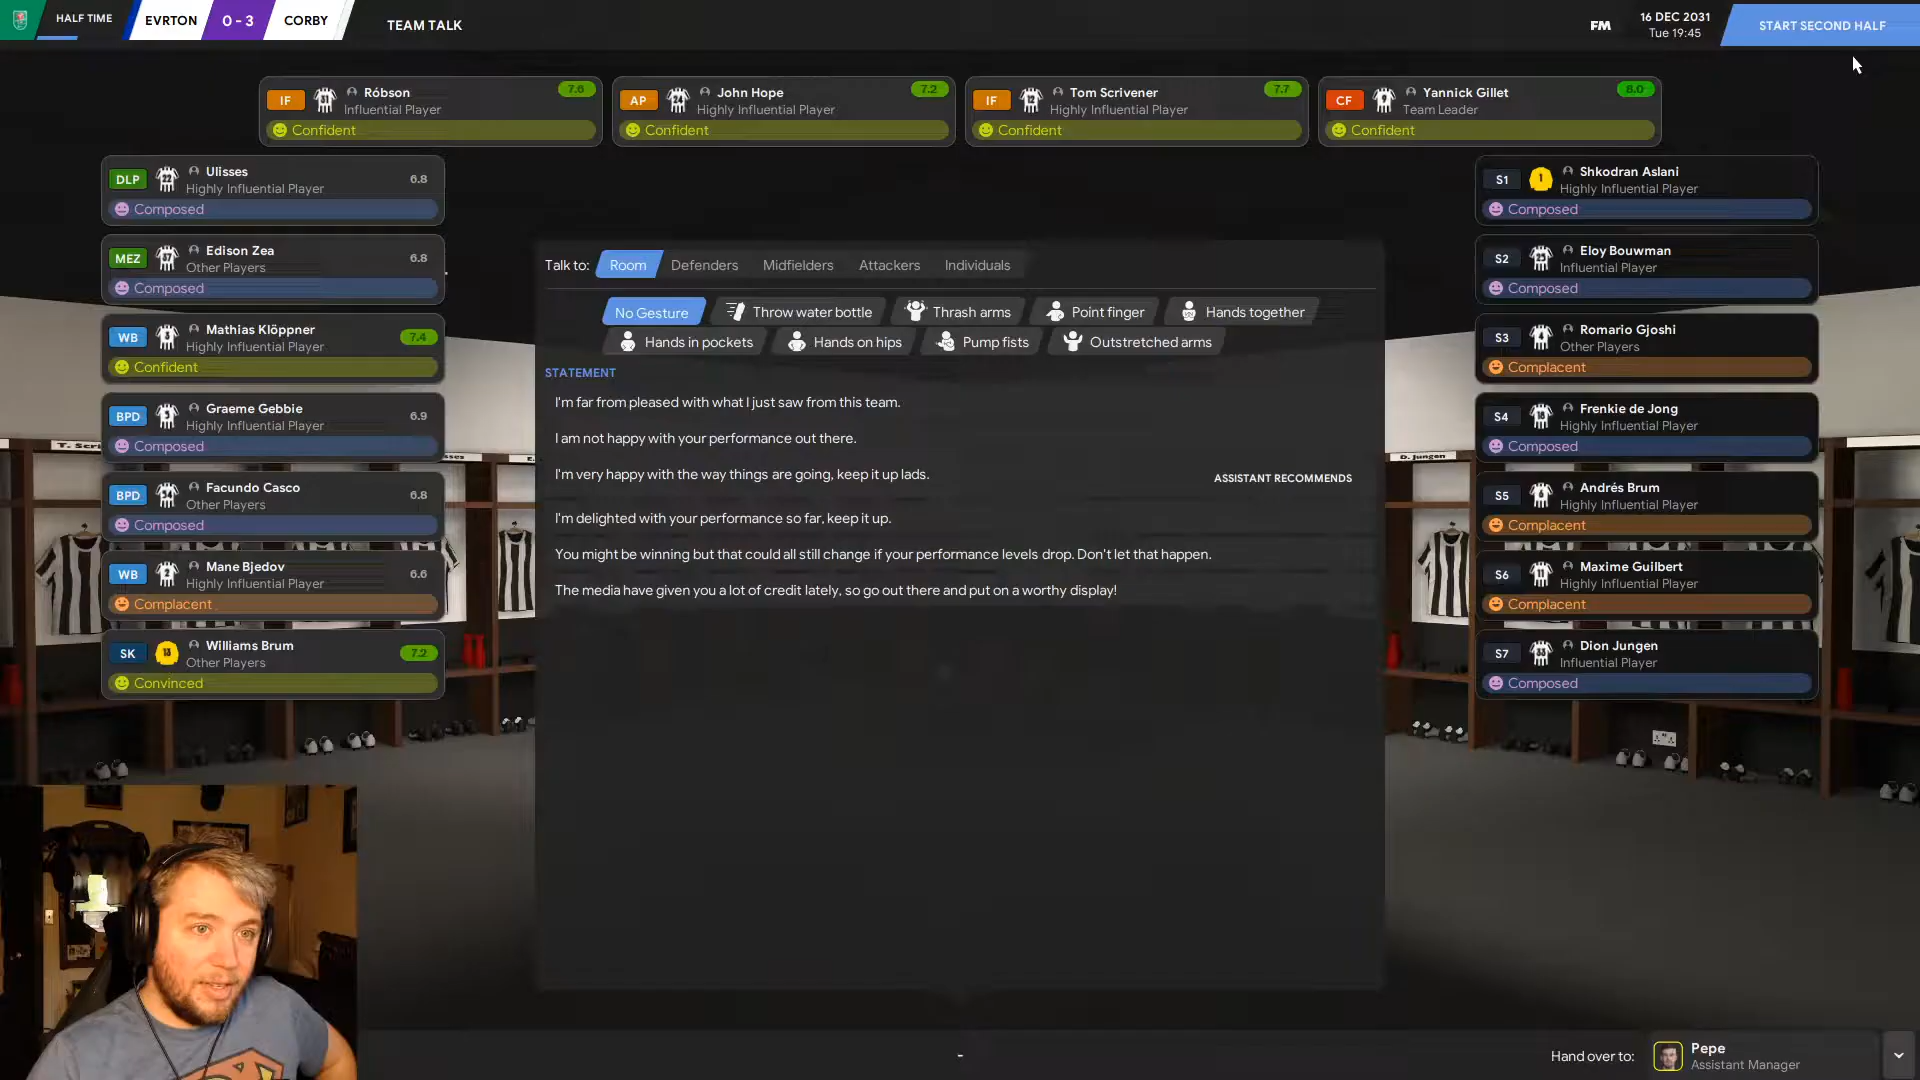 HALF TIME
EVRTON
0 - 3
CORBY
TEAM TALK
FM
16 DEC 2031
Tue 19:45
START SECOND HALF
IF
Róbson
Influential Player
7.6
Confident
AP
John Hope
Highly Influential Player
7.2
Confident
IF
Tom Scrivener
Highly Influential Player
7.7
Confident
CF
Yannick Gillet
Team Leader
8.0
Confident
DLP
Ulisses
Highly Influential Player
6.8
Composed
MEZ
Edison Zea
Other Players
6.8
Composed
WB
Mathias Klöppner
Highly Influential Player
7.4
Confident
BPD
Graeme Gebbie
Highly Influential Player
6.9
Composed
BPD
Facundo Casco
Other Players
6.8
Composed
WB
Mane Bjedov
Highly Influential Player
6.6
Complacent
SK
13
Williams Brum
Other Players
7.2
Convinced
Talk to:
Room
Defenders
Midfielders
Attackers
Individuals
No Gesture
Throw water bottle
Thrash arms
Point finger
Hands together
Hands in pockets
Hands on hips
Pump fists
Outstretched arms
STATEMENT
I'm far from pleased with what I just saw from this team.
I am not happy with your performance out there.
I'm very happy with the way things are going, keep it up lads.
ASSISTANT RECOMMENDS
I'm delighted with your performance so far, keep it up.
You might be winning but that could all still change if your performance levels drop. Don't let that happen.
The media have given you a lot of credit lately, so go out there and put on a worthy display!
S1
1
Shkodran Aslani
Highly Influential Player
Composed
S2
Eloy Bouwman
Influential Player
Composed
S3
Romario Gjoshi
Other Players
Complacent
S4
Frenkie de Jong
Highly Influential Player
Composed
S5
Andrés Brum
Highly Influential Player
Complacent
S6
Maxime Guilbert
Highly Influential Player
Complacent
S7
Dion Jungen
Influential Player
Composed
D. Jungen
-
Hand over to:
Pepe
Assistant Manager